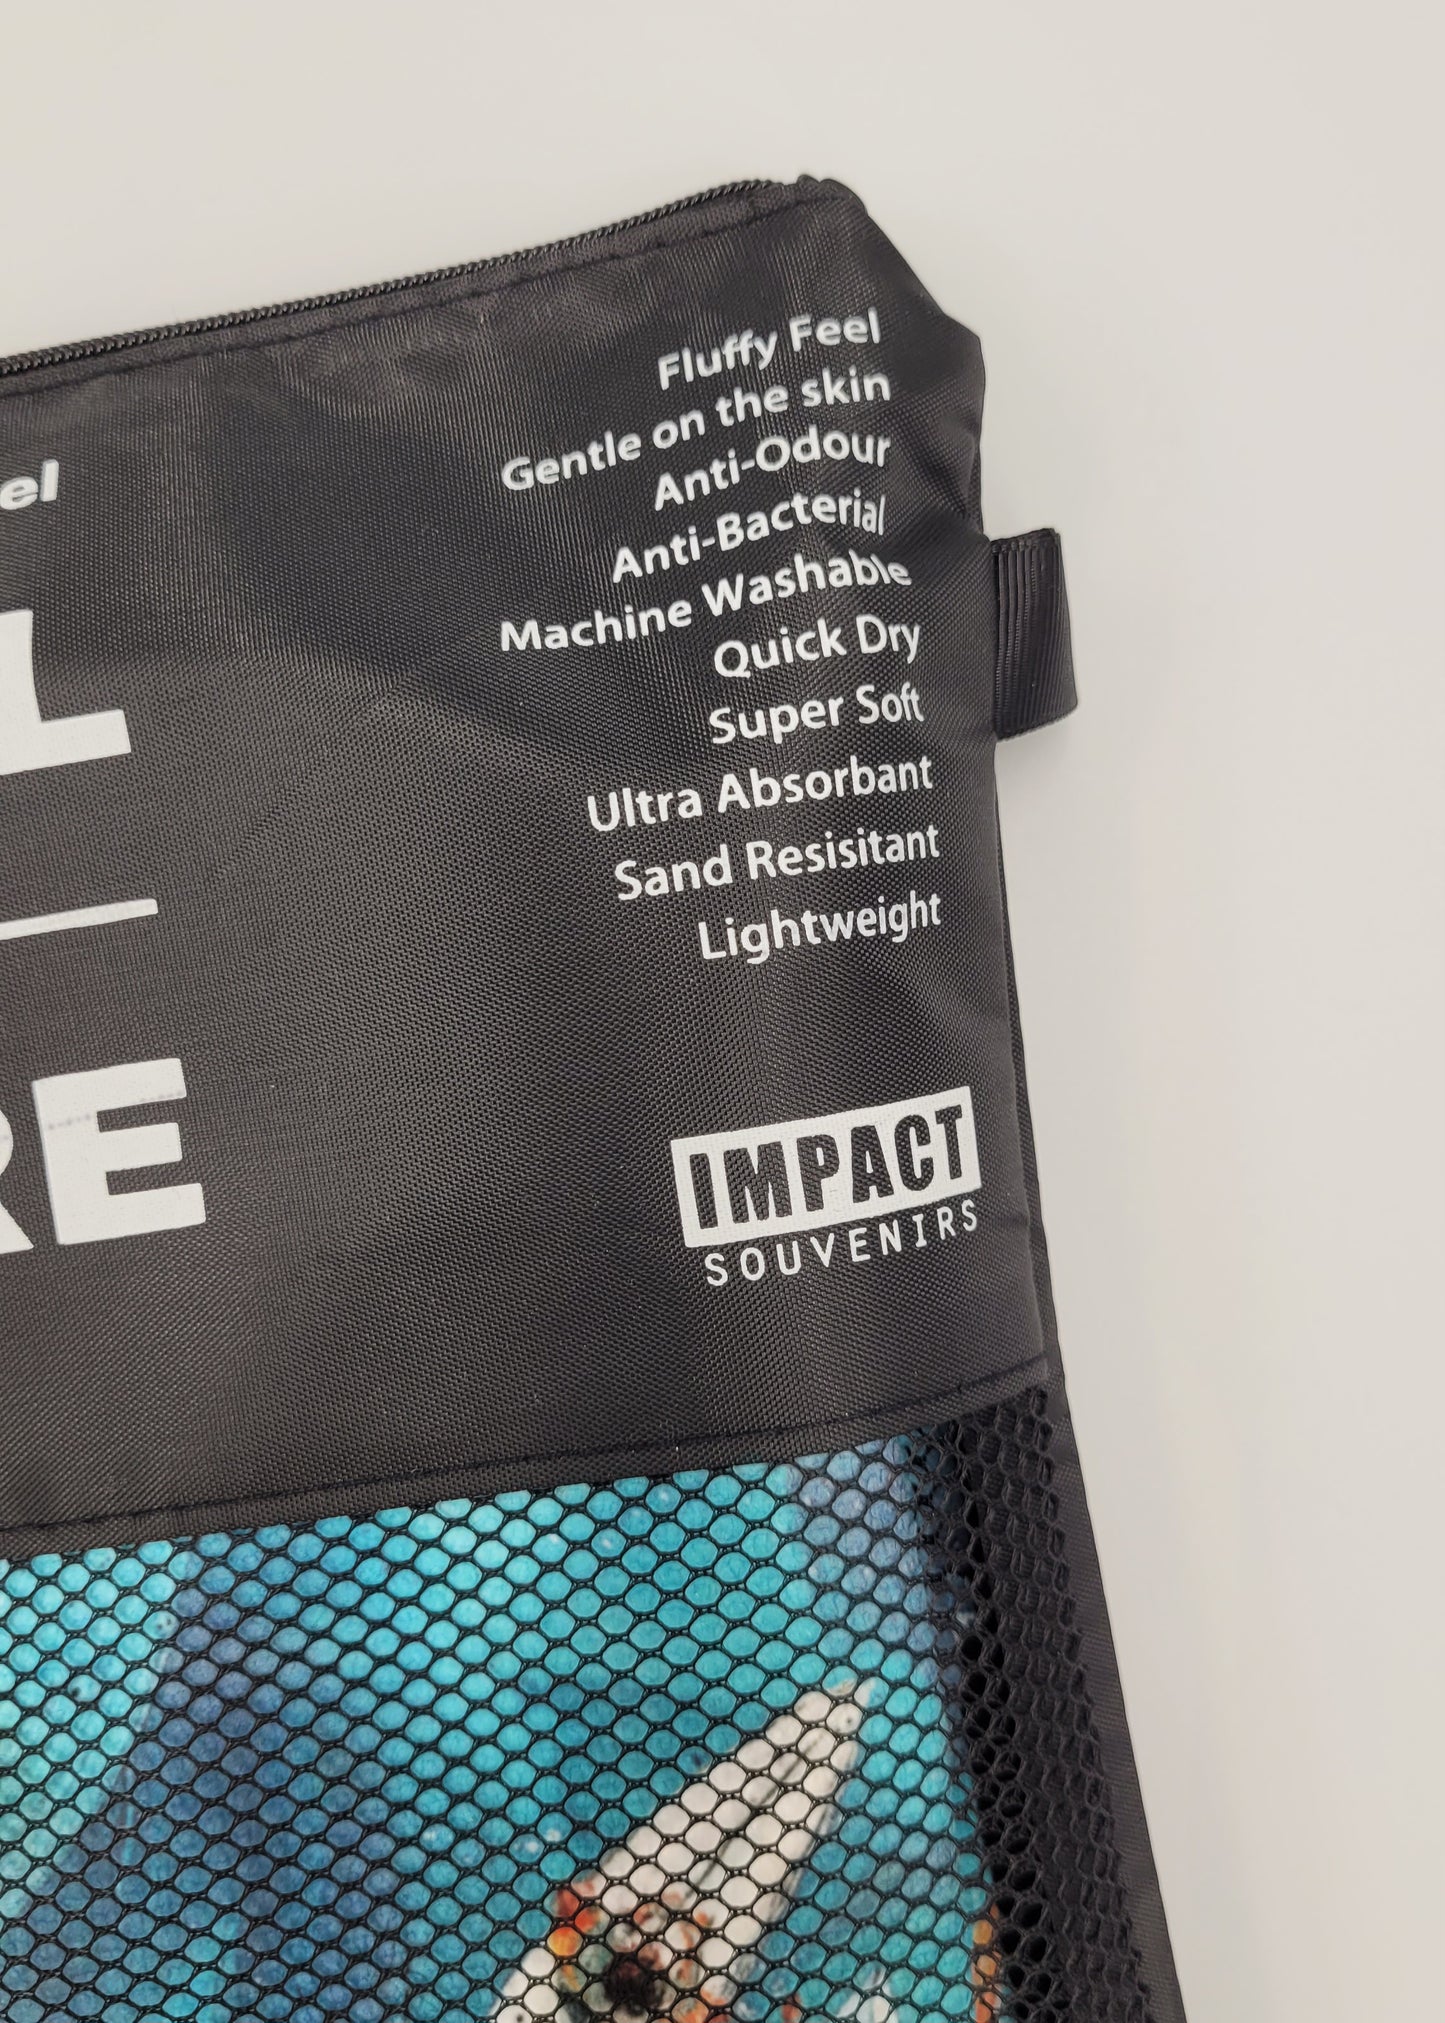 Fluffy Feel
Gentle on the skin
Anti-Odour
Anti-Bacterial
Machine Washable
Quick Dry
Super Soft
Ultra Absorbant
Sand Resisitant
Lightweight
IMPACT
SOUVENIRS